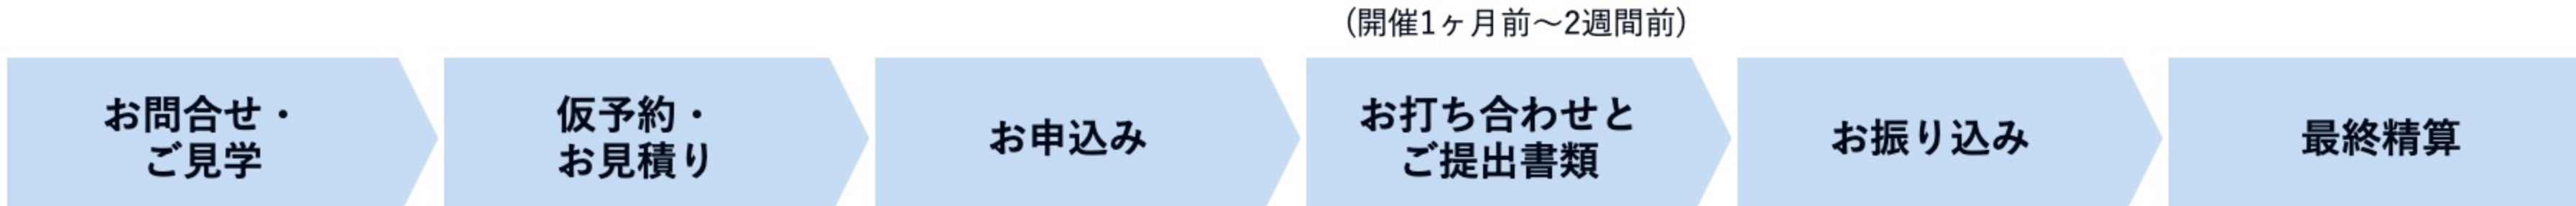 お問合せ・
ご見学
仮予約・
お見積り
お申込み
(開催1ヶ月前〜2週間前)
お打ち合わせと
ご提出書類
お振り込み
最終精算